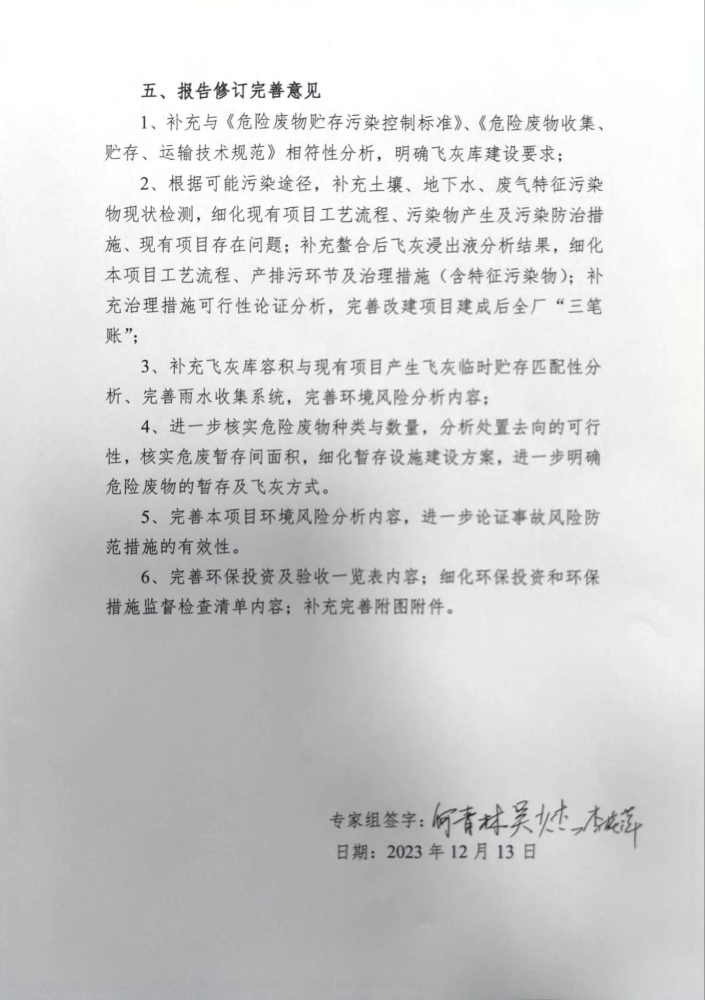 五、报告修订完善意见
1、补充与《危险废物贮存污染控制标准》、《危险废物收集、
贮存、运输技术规范》相符性分析，明确飞灰库建设要求；
2、根据可能污染途径，补充土壤、地下水、废气特征污染
物现状检测，细化现有项目工艺流程、污染物产生及污染防治措
施、现有项目存在问题；补充螯合后飞灰浸出液分析结果，细化
本项目工艺流程、产排污环节及治理措施（含特征污染物）；补
充治理措施可行性论证分析，完善改建项目建成后全厂“三笔
账”；
3、补充飞灰库容积与现有项目产生飞灰临时贮存匹配性分
析、完善雨水收集系统，完善环境风险分析内容；
4、进一步核实危险废物种类与数量，分析处置去向的可行
性，核实危废暂存间面积，细化暂存设施建设方案，进一步明确
危险废物的暂存及飞灰方式。
5、完善本项目环境风险分析内容，进一步论证事故风险防
范措施的有效性。
6、完善环保投资及验收一览表内容；细化环保投资和环保
措施监督检查清单内容；补充完善附图附件。
专家组签字：何青林 吴
日期：2023 年 12 月 13 日